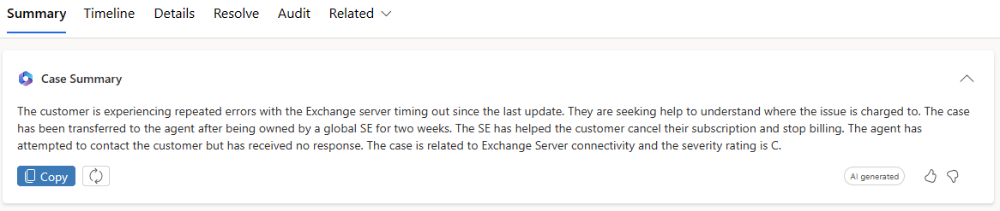 Summary Timeline Details Resolve Audit Related
Case Summary
The customer is experiencing repeated errors with the Exchange server timing out since the last update. They are seeking help to understand where the issue is charged to. The case
has been transferred to the agent after being owned by a global SE for two weeks. The SE has helped the customer cancel their subscription and stop billing. The agent has
attempted to contact the customer but has received no response. The case is related to Exchange Server connectivity and the severity rating is C.
Copy AI generated